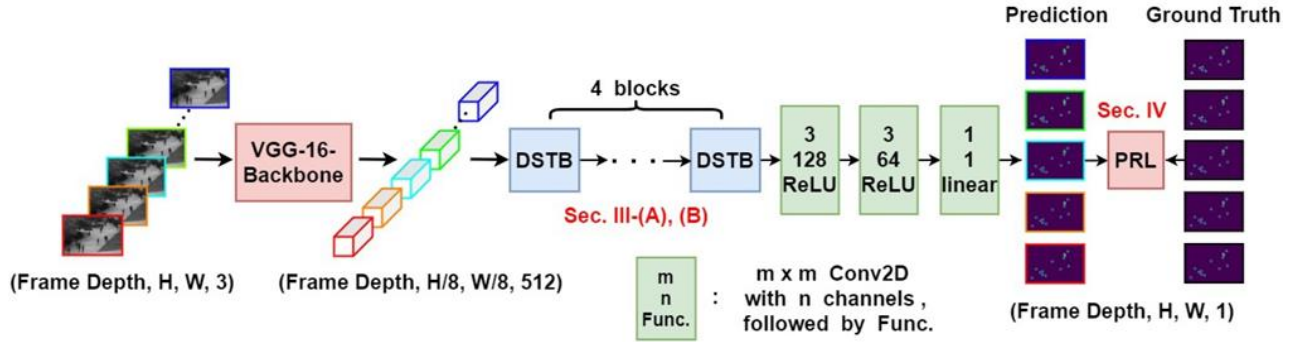 Prediction
Ground Truth
4 blocks
VGG-16-
Backbone
DSTB
. . .
DSTB
3
128
ReLU
3
64
ReLU
1
1
linear
Sec. IV
PRL
Sec. III-(A), (B)
(Frame Depth, H, W, 3)
(Frame Depth, H/8, W/8, 512)
m
n
Func.
:
m x m Conv2D
with n channels ,
followed by Func.
(Frame Depth, H, W, 1)